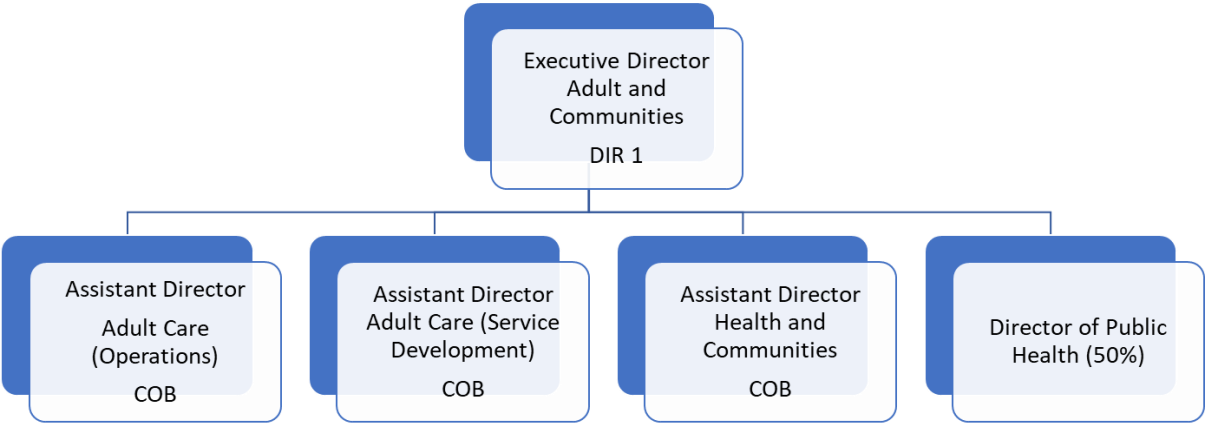 Executive Director
Adult and
Communities
DIR 1
Assistant Director
Adult Care
(Operations)
COB
Assistant Director
Adult Care (Service
Development)
COB
Assistant Director
Health and
Communities
COB
Director of Public
Health (50%)